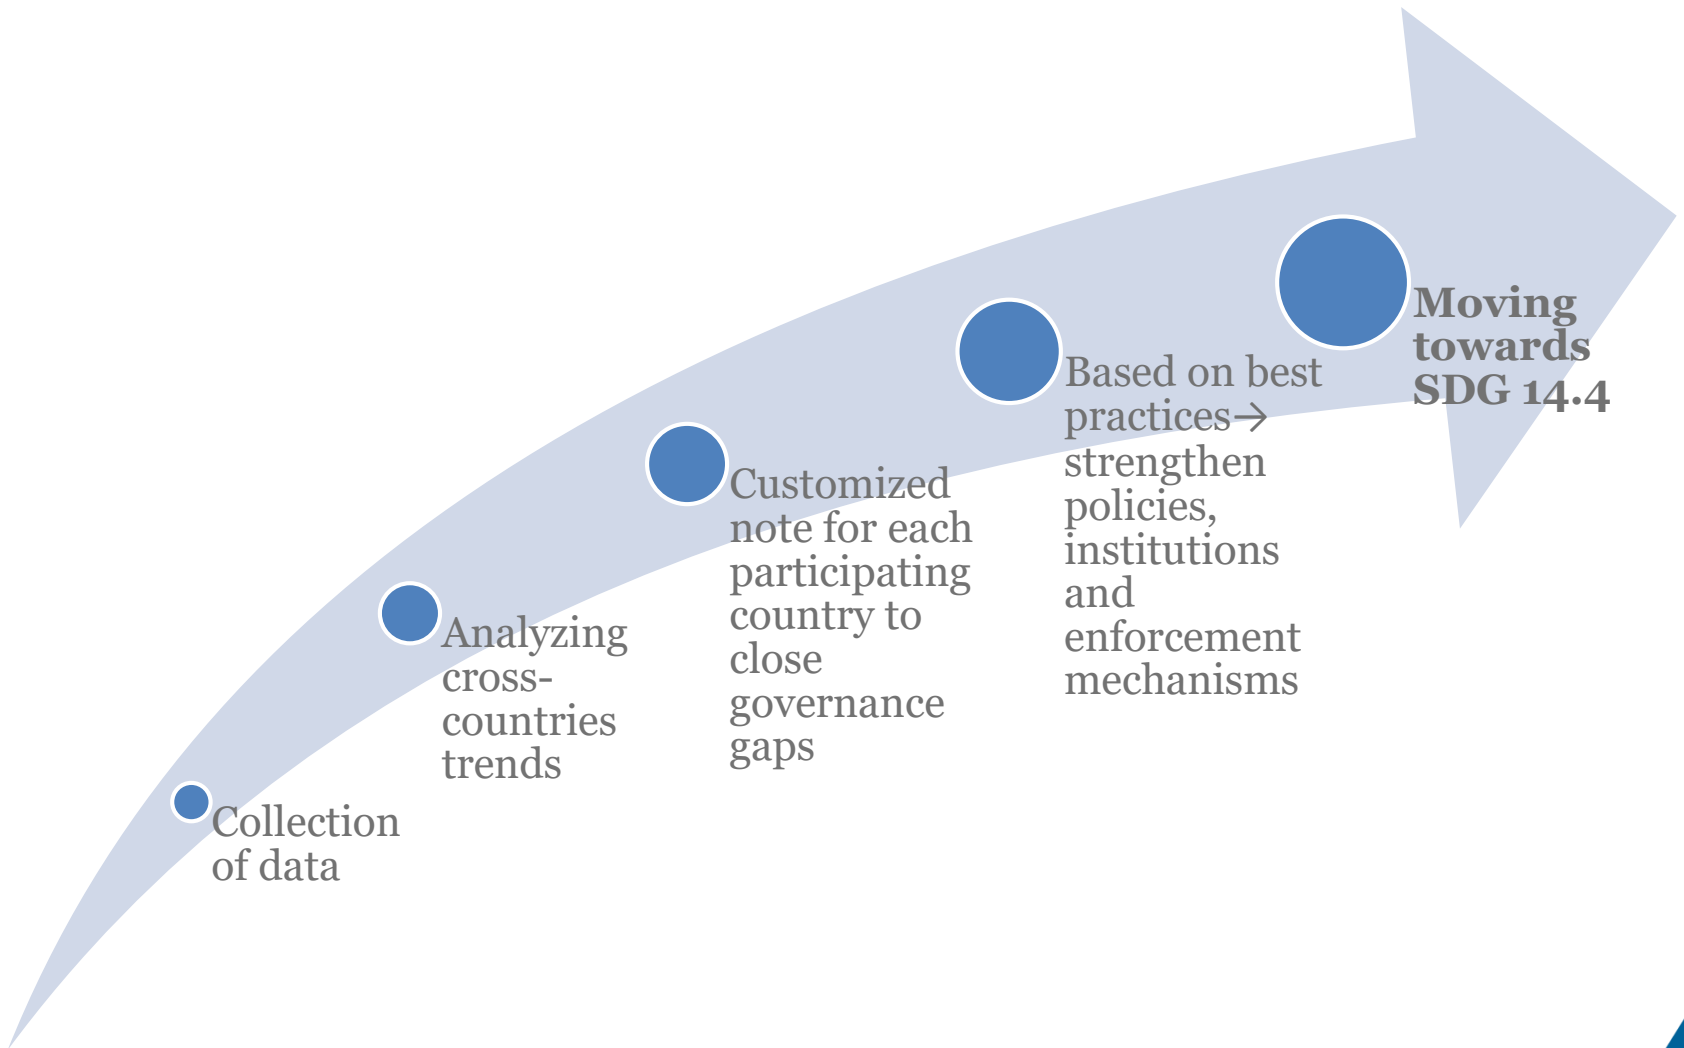 Collection
of data
Analyzing
cross-
countries
trends
Customized
note for each
participating
country to
close
governance
gaps
Based on best
practices→
strengthen
policies,
institutions
and
enforcement
mechanisms
Moving
towards
SDG 14.4